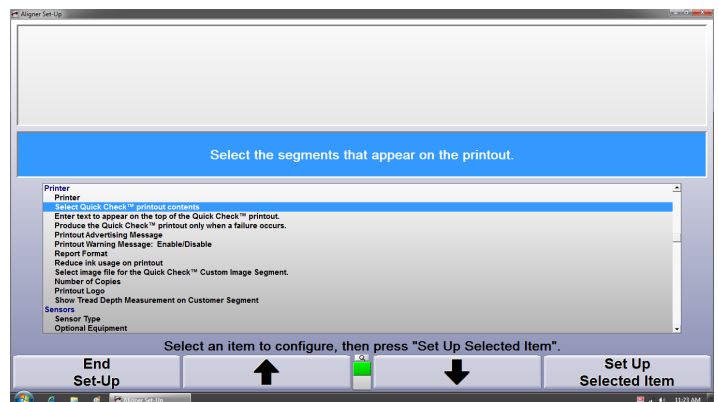 Aligner Set-Up
Select the segments that appear on the printout.
Printer
Printer
Select Quick Check™ printout contents
Enter text to appear on the top of the Quick Check™ printout.
Produce the Quick Check™ printout only when a failure occurs.
Printout Advertising Message
Printout Warning Message: Enable/Disable
Report Format
Reduce ink usage on printout
Select image file for the Quick Check™ Custom Image Segment.
Number of Copies
Printout Logo
Show Tread Depth Measurement on Customer Segment
Sensors
Sensor Type
Optional Equipment
Select an item to configure, then press "Set Up Selected Item".
End
Set-Up
Set Up
Selected Item
Aligner Set-Up
11:23 AM